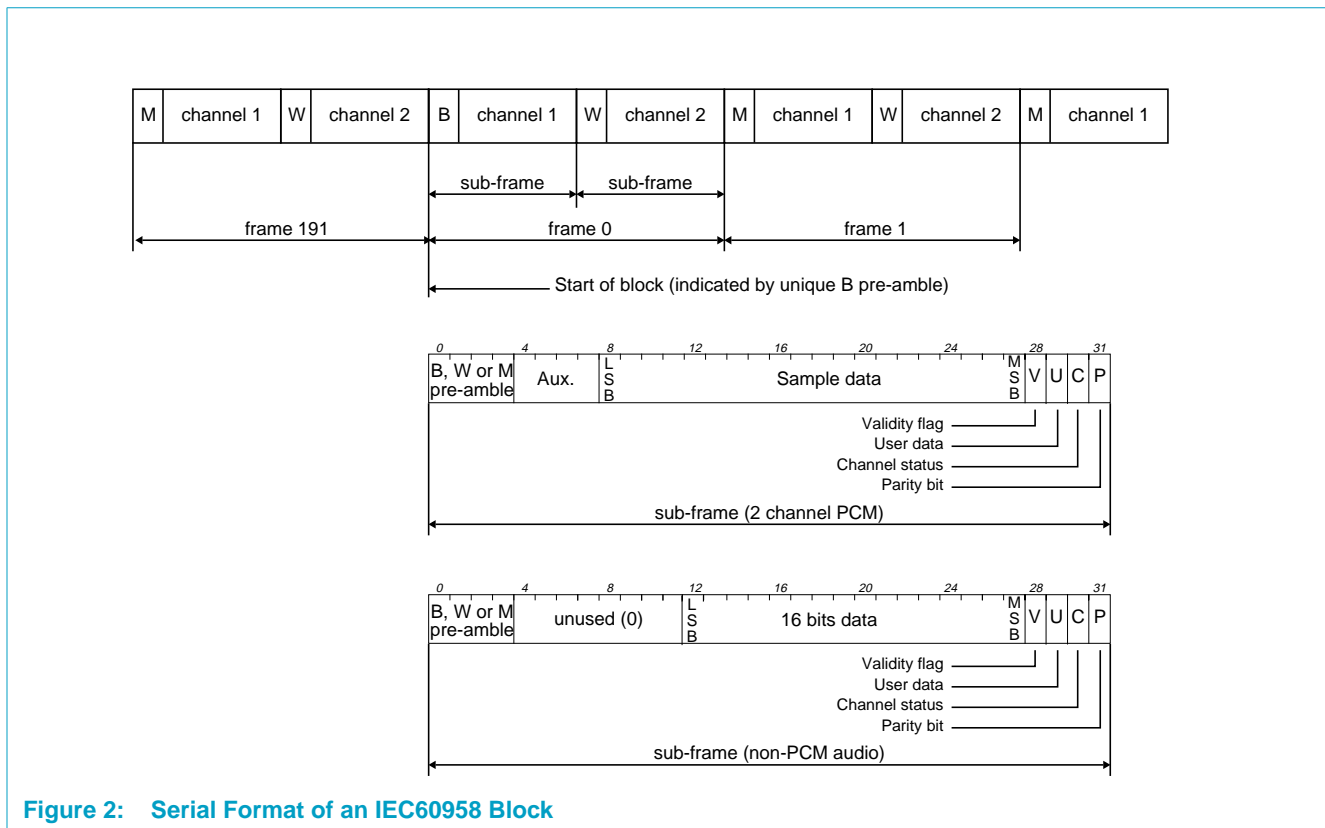 M channel 1 W channel 2 B channel 1 W channel 2 M channel 1 W channel 2 M channel 1
sub-frame sub-frame
frame 191 frame 0 frame 1
Start of block (indicated by unique B pre-amble)
0 4 8 12 16 20 24 28 31
B, W or M pre-amble Aux. LSB Sample data MSB V U C P
Validity flag
User data
Channel status
Parity bit
sub-frame (2 channel PCM)
0 4 8 12 16 20 24 28 31
B, W or M pre-amble unused (0) LSB 16 bits data MSB V U C P
Validity flag
User data
Channel status
Parity bit
sub-frame (non-PCM audio)
Figure 2: Serial Format of an IEC60958 Block